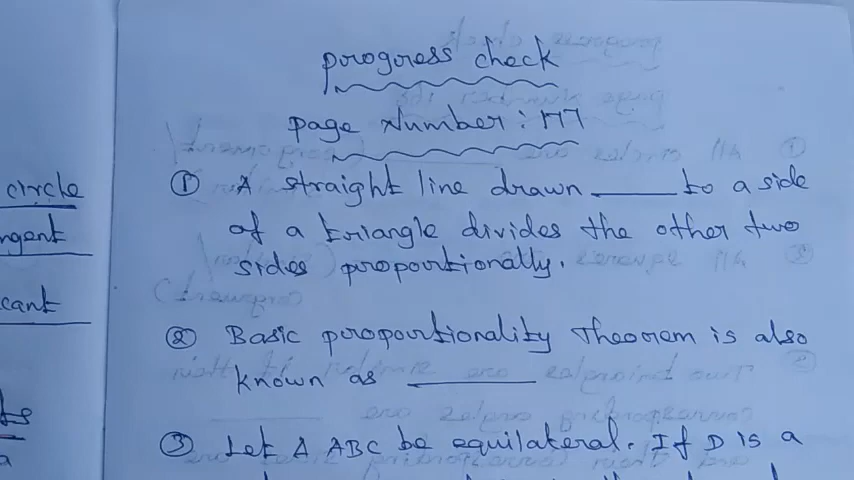 progress check
page Number: 177
circle
ngent
cant
① A straight line drawn ______ to a side
of a triangle divides the other two
sides proportionally.
② Basic proportionality theorem is also
known as ________
③ Let Δ ABC be equilateral. If D is a